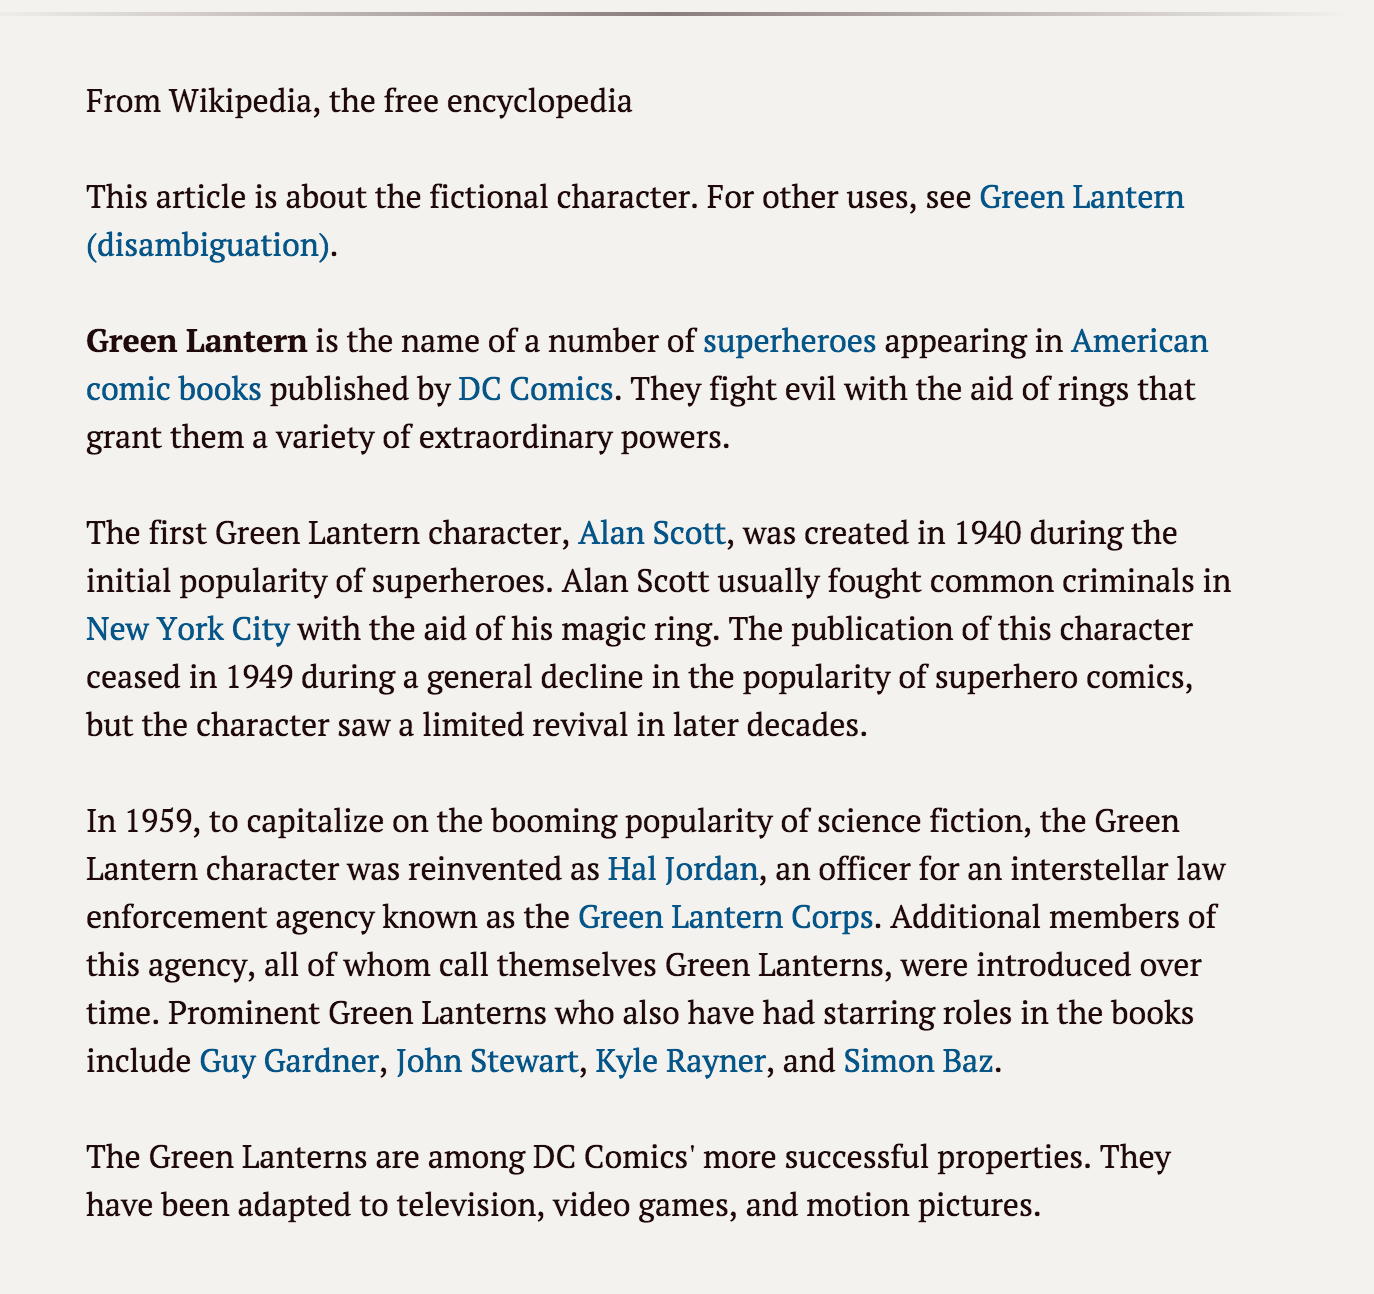 From Wikipedia, the free encyclopedia
This article is about the fictional character. For other uses, see Green Lantern
(disambiguation).
Green Lantern is the name of a number of superheroes appearing in American
comic books published by DC Comics. They fight evil with the aid of rings that
grant them a variety of extraordinary powers.
The first Green Lantern character, Alan Scott, was created in 1940 during the
initial popularity of superheroes. Alan Scott usually fought common criminals in
New York City with the aid of his magic ring. The publication of this character
ceased in 1949 during a general decline in the popularity of superhero comics,
but the character saw a limited revival in later decades.
In 1959, to capitalize on the booming popularity of science fiction, the Green
Lantern character was reinvented as Hal Jordan, an officer for an interstellar law
enforcement agency known as the Green Lantern Corps. Additional members of
this agency, all of whom call themselves Green Lanterns, were introduced over
time. Prominent Green Lanterns who also have had starring roles in the books
include Guy Gardner, John Stewart, Kyle Rayner, and Simon Baz.
The Green Lanterns are among DC Comics' more successful properties. They
have been adapted to television, video games, and motion pictures.